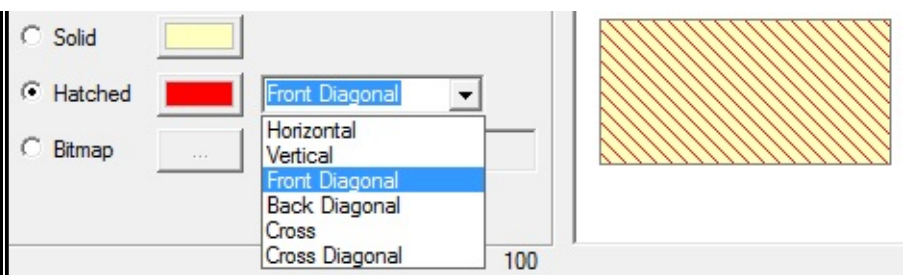 Solid
Hatched Front Diagonal
Horizontal
Bitmap ... Vertical
Front Diagonal
Back Diagonal
Cross
Cross Diagonal 100